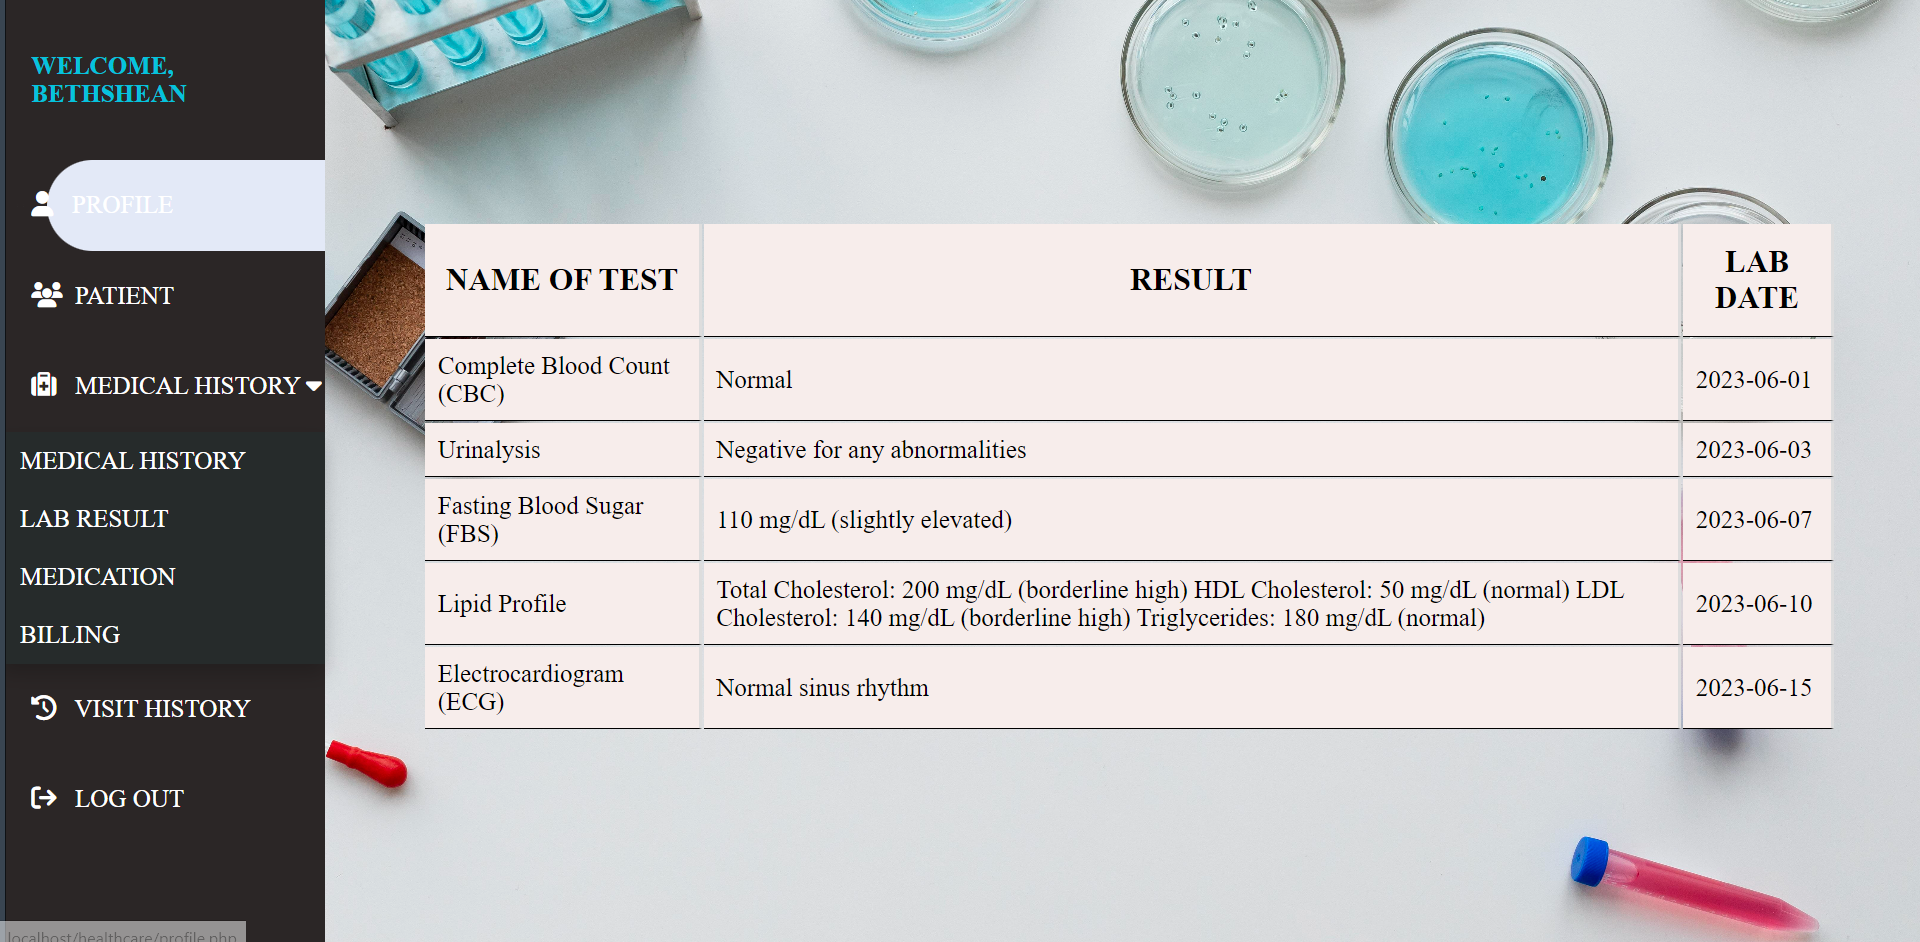 WELCOME,
BETHSHEAN
PROFILE
PATIENT
MEDICAL HISTORY
MEDICAL HISTORY
LAB RESULT
MEDICATION
BILLING
VISIT HISTORY
LOG OUT
NAME OF TEST
RESULT
LAB
DATE
Complete Blood Count
(CBC)
Normal
2023-06-01
Urinalysis
Negative for any abnormalities
2023-06-03
Fasting Blood Sugar
(FBS)
110 mg/dL (slightly elevated)
2023-06-07
Lipid Profile
Total Cholesterol: 200 mg/dL (borderline high) HDL Cholesterol: 50 mg/dL (normal) LDL
Cholesterol: 140 mg/dL (borderline high) Triglycerides: 180 mg/dL (normal)
2023-06-10
Electrocardiogram
(ECG)
Normal sinus rhythm
2023-06-15
localhost/healthcare/profile.php